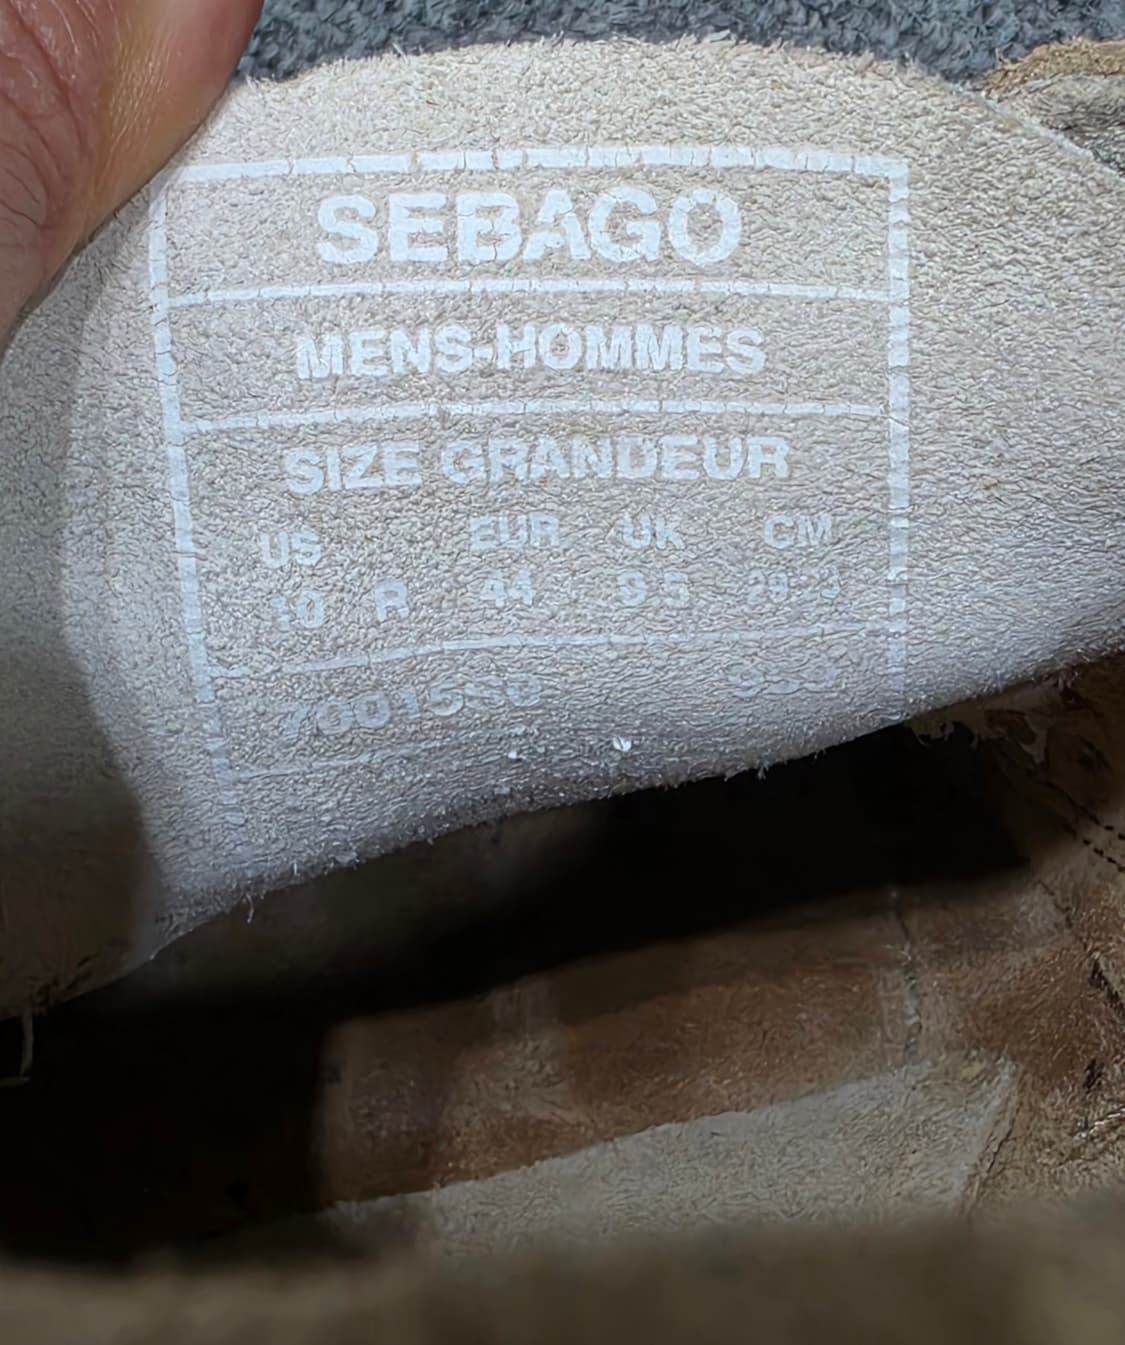 SEBAGO
MENS-HOMMES
SIZE GRANDEUR
US EUR UK CM
10 R 44 9.5